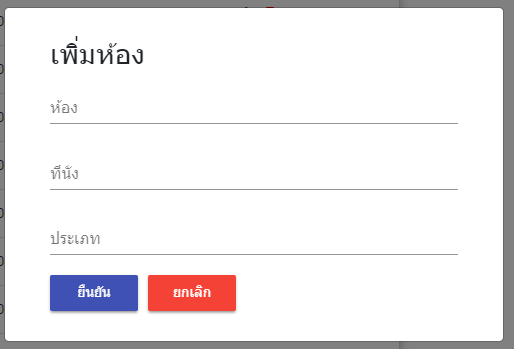 เพิ่มห้อง
ห้อง
ที่นั่ง
ประเภท
ยืนยัน
ยกเลิก